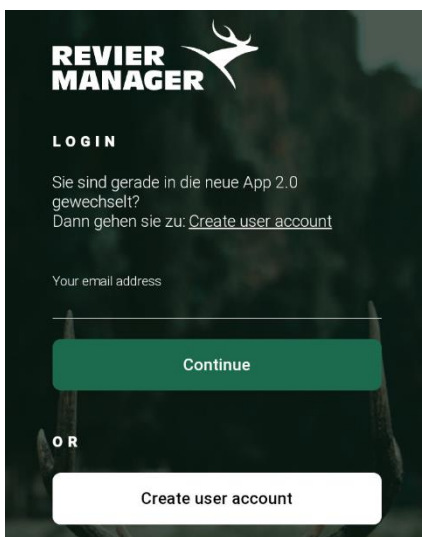 REVIER
MANAGER
LOGIN
Sie sind gerade in die neue App 2.0
gewechselt?
Dann gehen sie zu: Create user account
Your email address
Continue
OR
Create user account